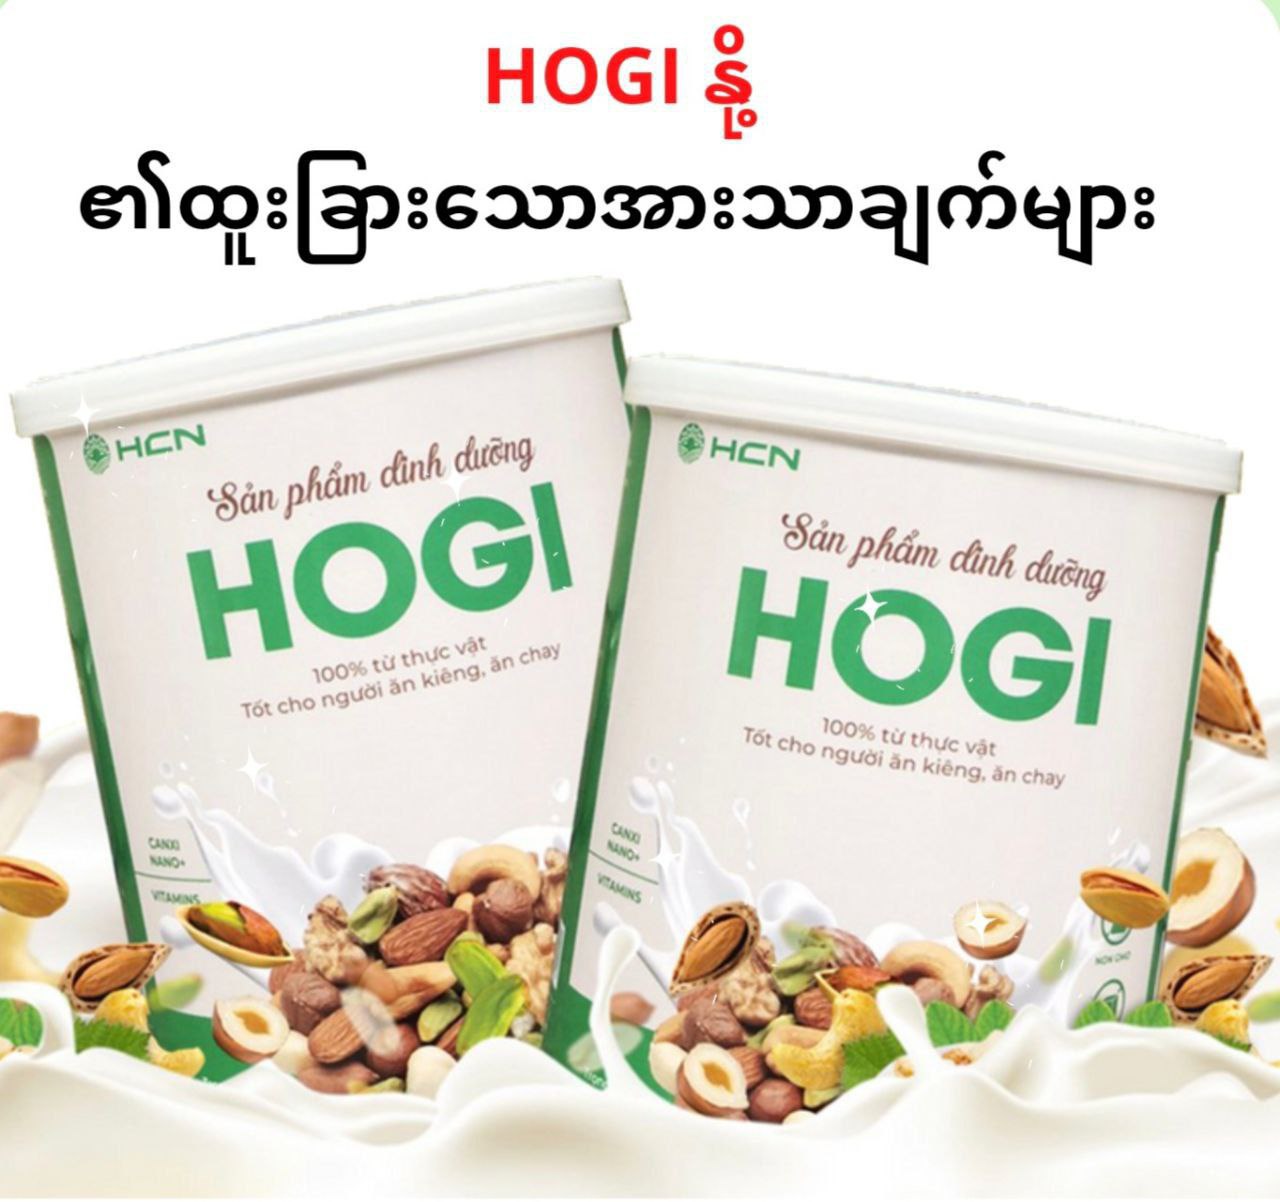 HOGI နို့
၏ထူးခြားသောအားသာချက်များ
HCN
Sản phẩm dinh dưỡng
HOGI
100% từ thực vật
Tốt cho người ăn kiêng, ăn chay
CANXI
NANO+
VITAMINS
HCN
Sản phẩm dinh dưỡng
HOGI
100% từ thực vật
Tốt cho người ăn kiêng, ăn chay
CANXI
NANO+
VITAMINS
NON GMO